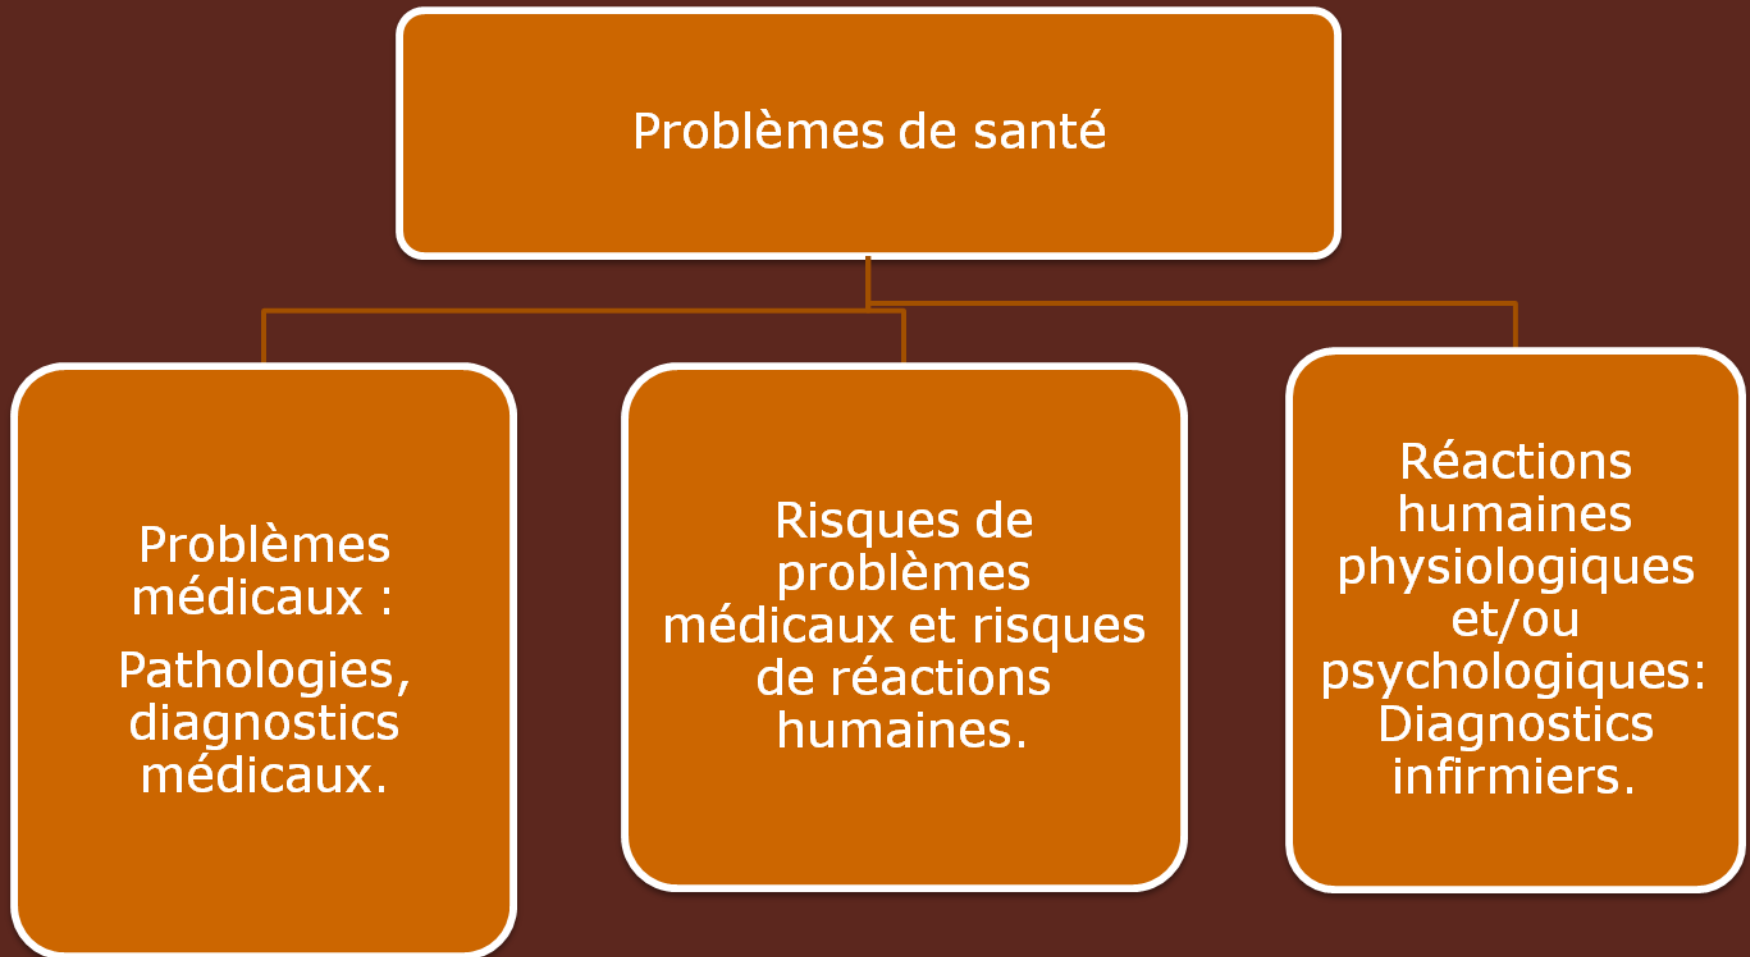 Problèmes de santé
Problèmes
médicaux :
Pathologies,
diagnostics
médicaux.
Risques de
problèmes
médicaux et risques
de réactions
humaines.
Réactions
humaines
physiologiques
et/ou
psychologiques:
Diagnostics
infirmiers.